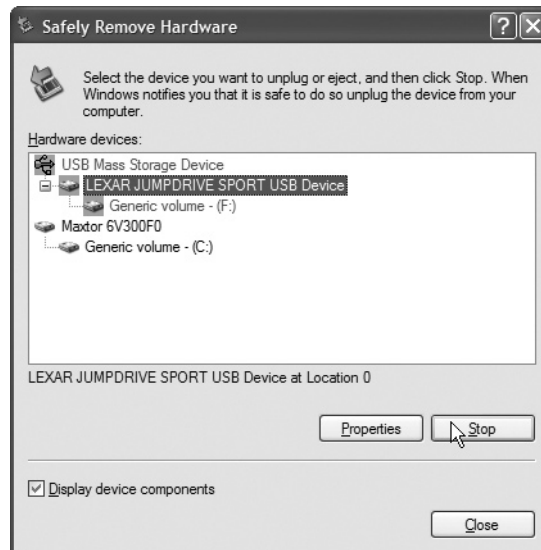 Safely Remove Hardware
Select the device you want to unplug or eject, and then click Stop. When
Windows notifies you that it is safe to do so unplug the device from your
computer.
Hardware devices:
USB Mass Storage Device
LEXAR JUMPDRIVE SPORT USB Device
Generic volume - (F:)
Maxtor 6V300F0
Generic volume - (C:)
LEXAR JUMPDRIVE SPORT USB Device at Location 0
Properties Stop
Display device components
Close